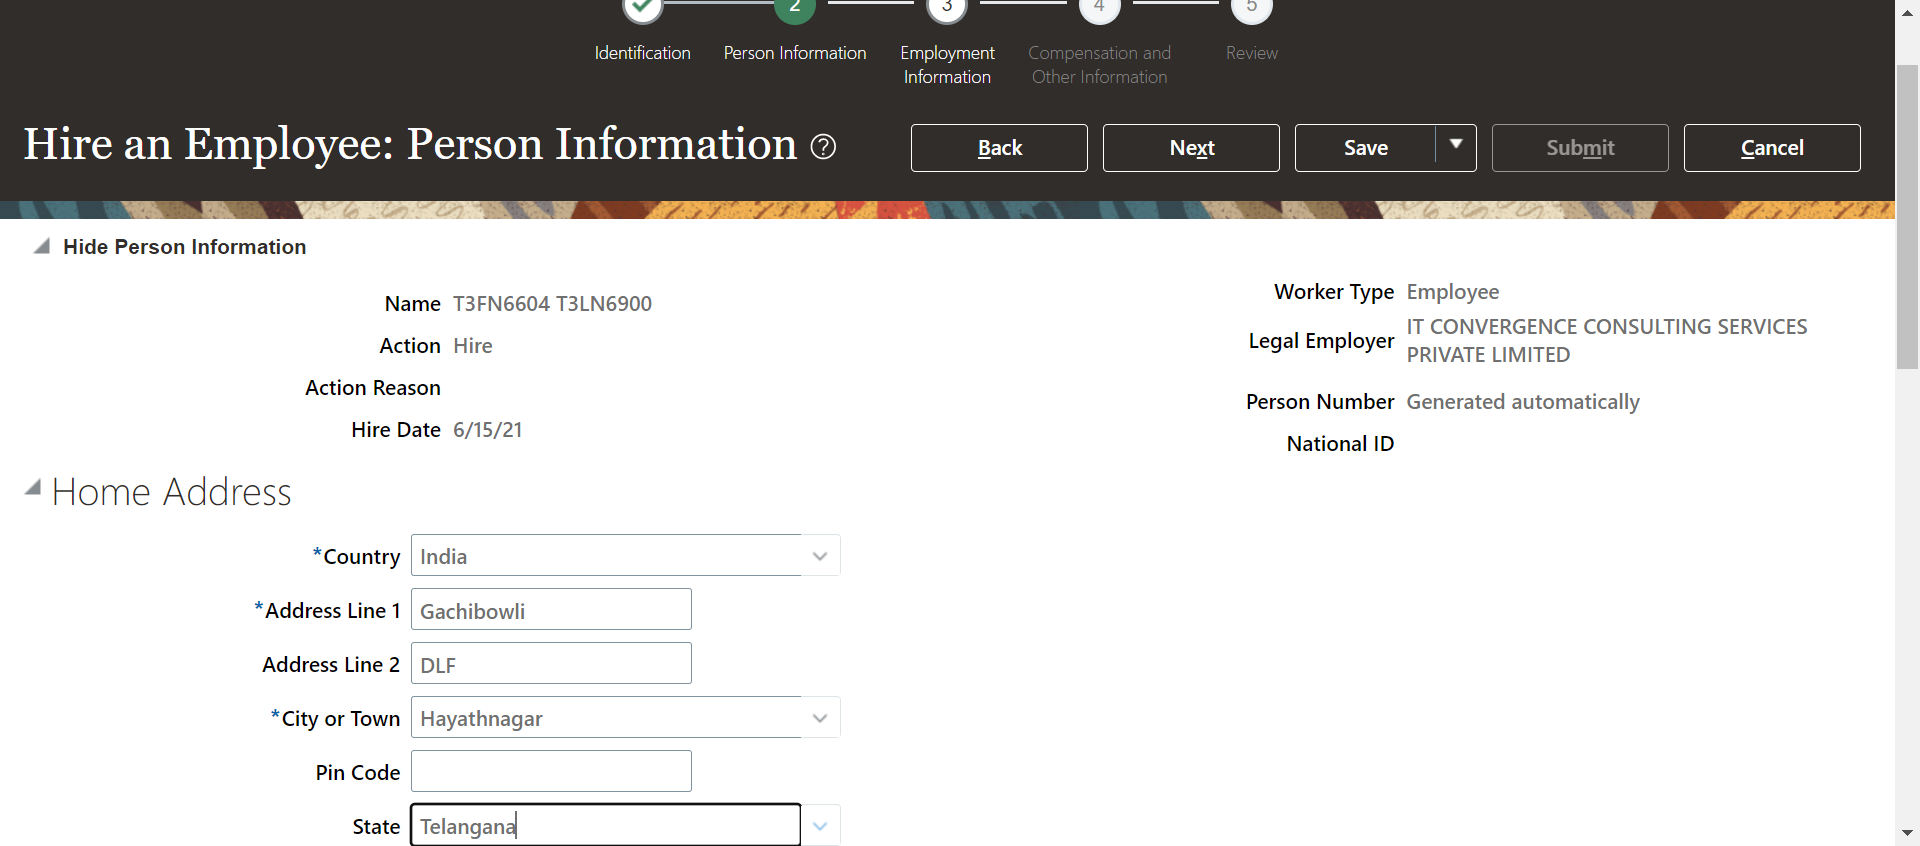 2 3 4 5
Identification Person Information Employment Information Compensation and Other Information Review
Hire an Employee: Person Information ?
Back Next Save Submit Cancel
Hide Person Information
Name T3FN6604 T3LN6900
Action Hire
Action Reason
Hire Date 6/15/21
Worker Type Employee
Legal Employer IT CONVERGENCE CONSULTING SERVICES
PRIVATE LIMITED
Person Number Generated automatically
National ID
Home Address
*Country India
*Address Line 1 Gachibowli
Address Line 2 DLF
*City or Town Hayathnagar
Pin Code
State Telangana